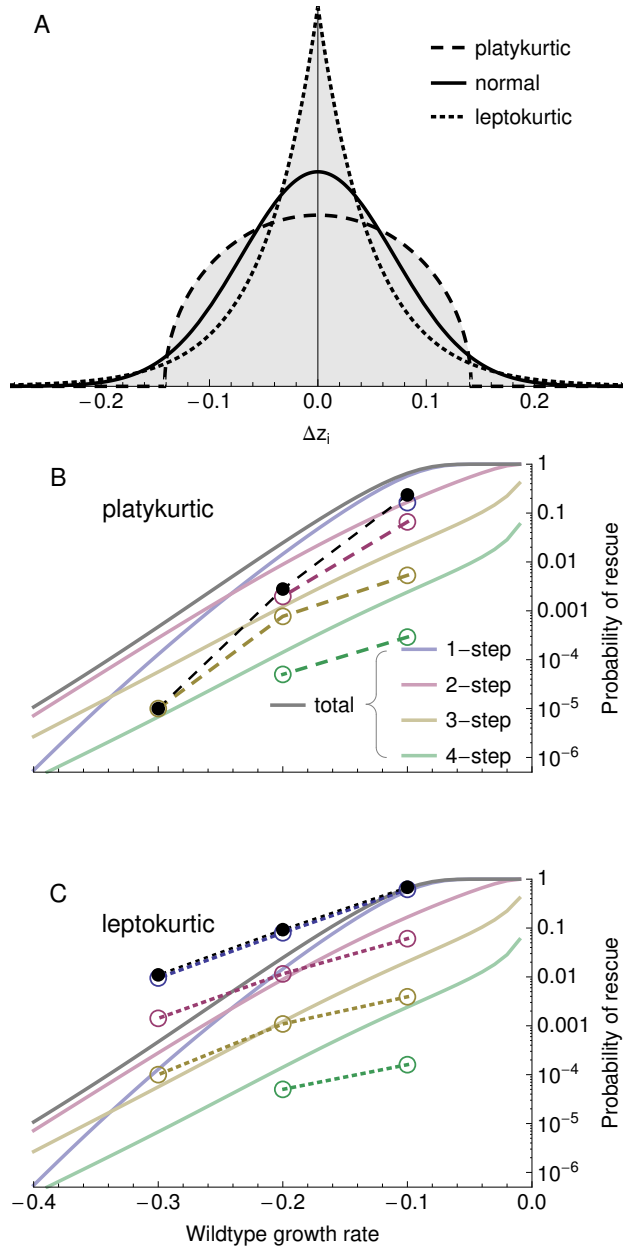 A
platykurtic
normal
leptokurtic
−0.2 −0.1 0.0 0.1 0.2
Δzᵢ
B
platykurtic
1
0.1
0.01
0.001
10⁻⁴
10⁻⁵
10⁻⁶
Probability of rescue
total
1−step
2−step
3−step
4−step
C
leptokurtic
1
0.1
0.01
0.001
10⁻⁴
10⁻⁵
10⁻⁶
Probability of rescue
−0.4 −0.3 −0.2 −0.1 0.0
Wildtype growth rate